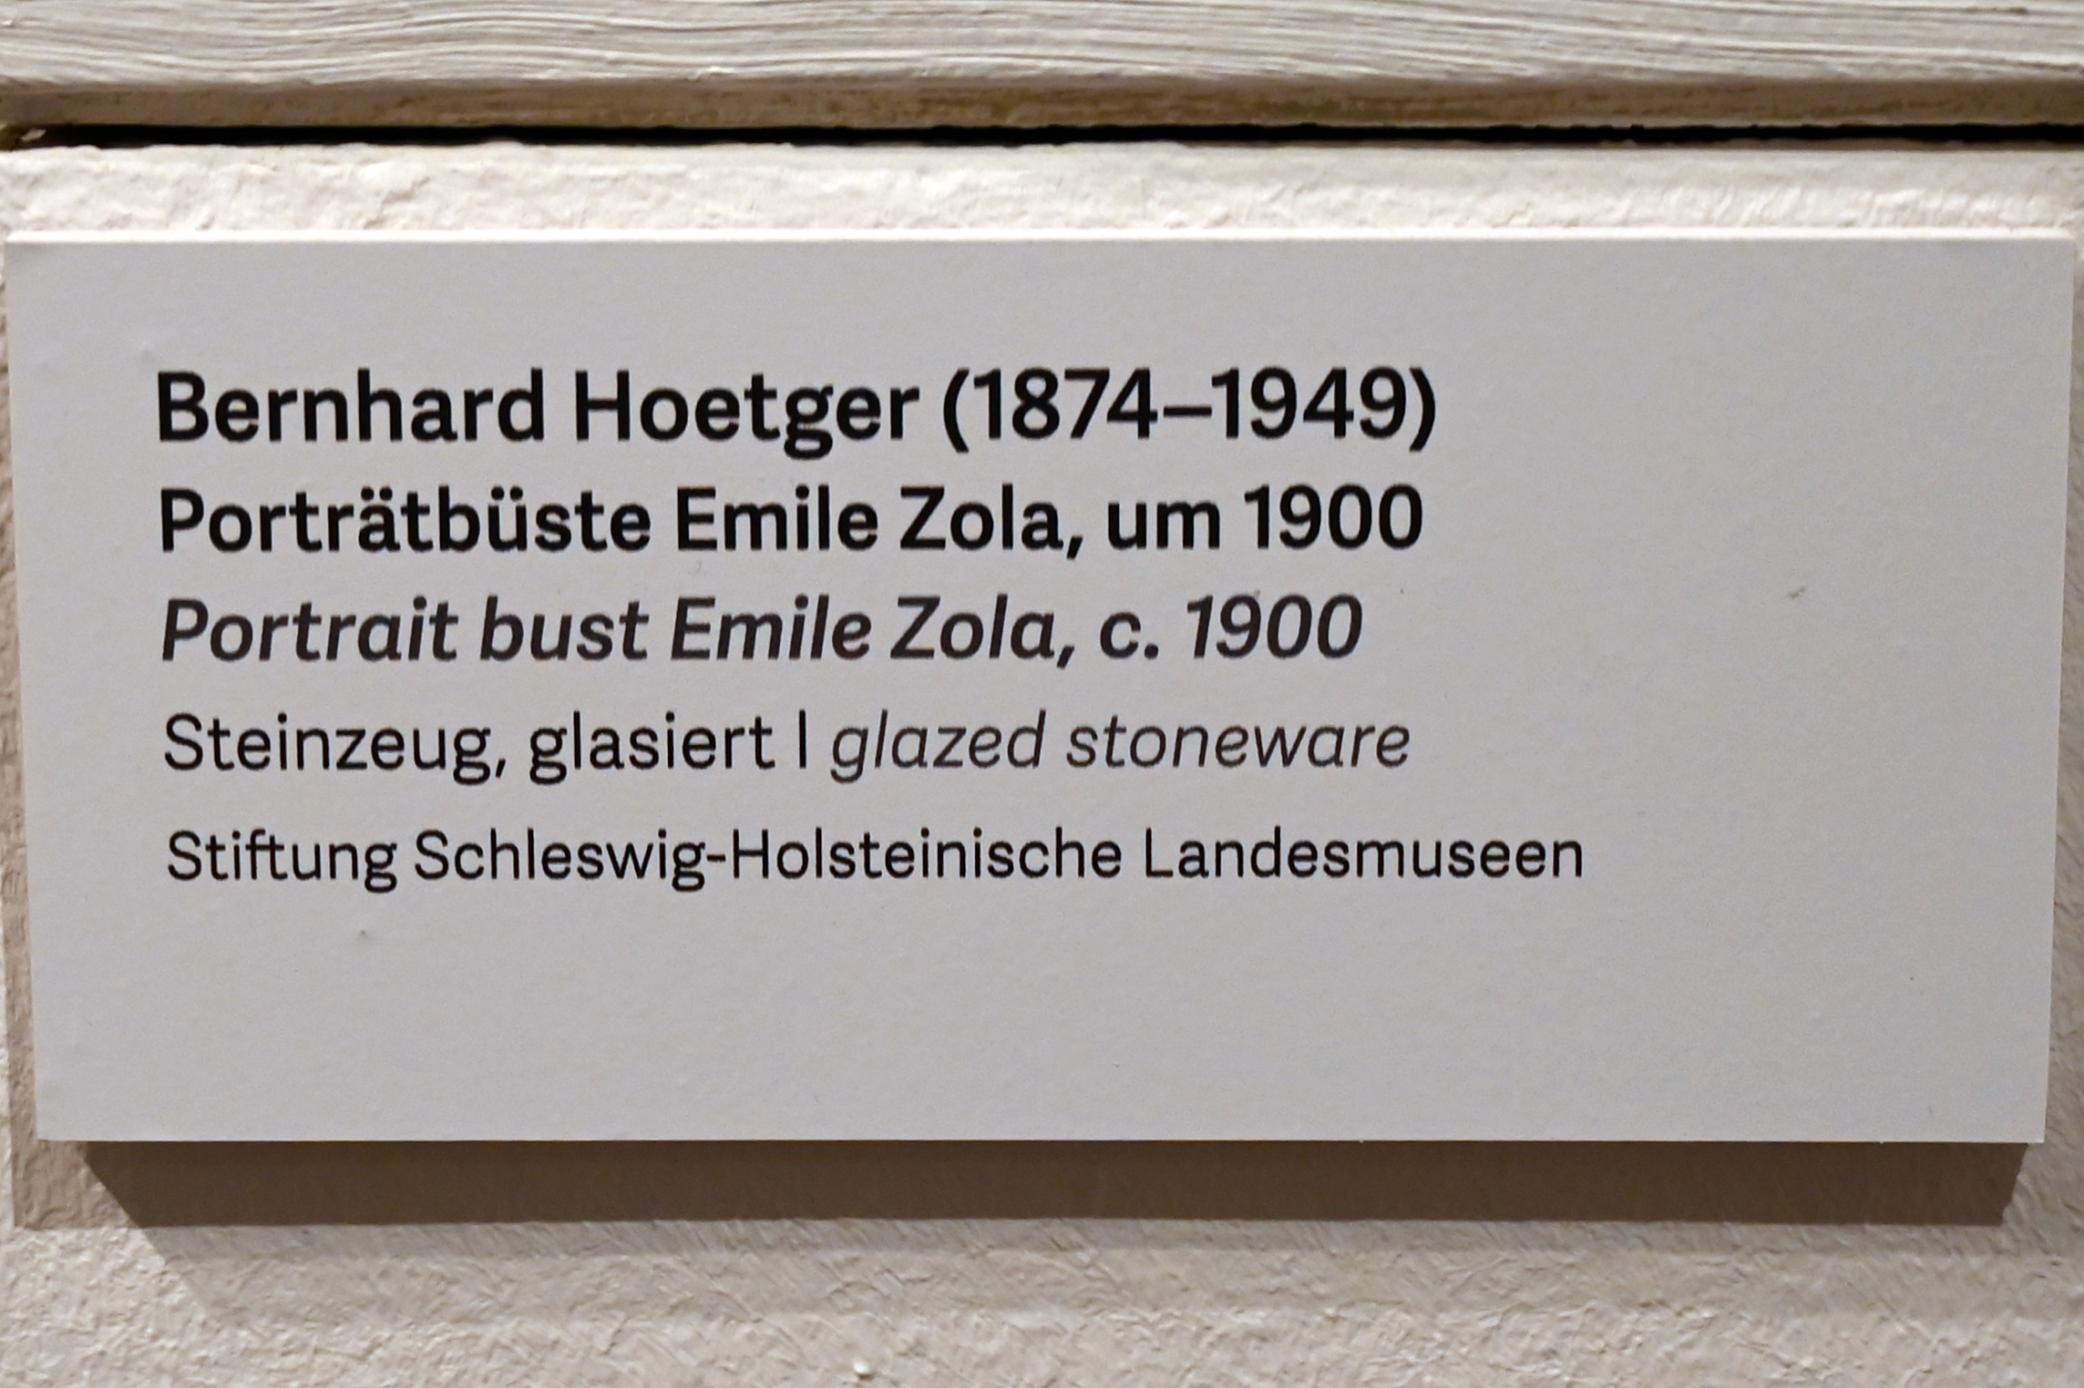 Bernhard Hoetger (1874–1949)
Porträtbüste Emile Zola, um 1900
Portrait bust Emile Zola, c. 1900
Steinzeug, glasiert | glazed stoneware
Stiftung Schleswig-Holsteinische Landesmuseen